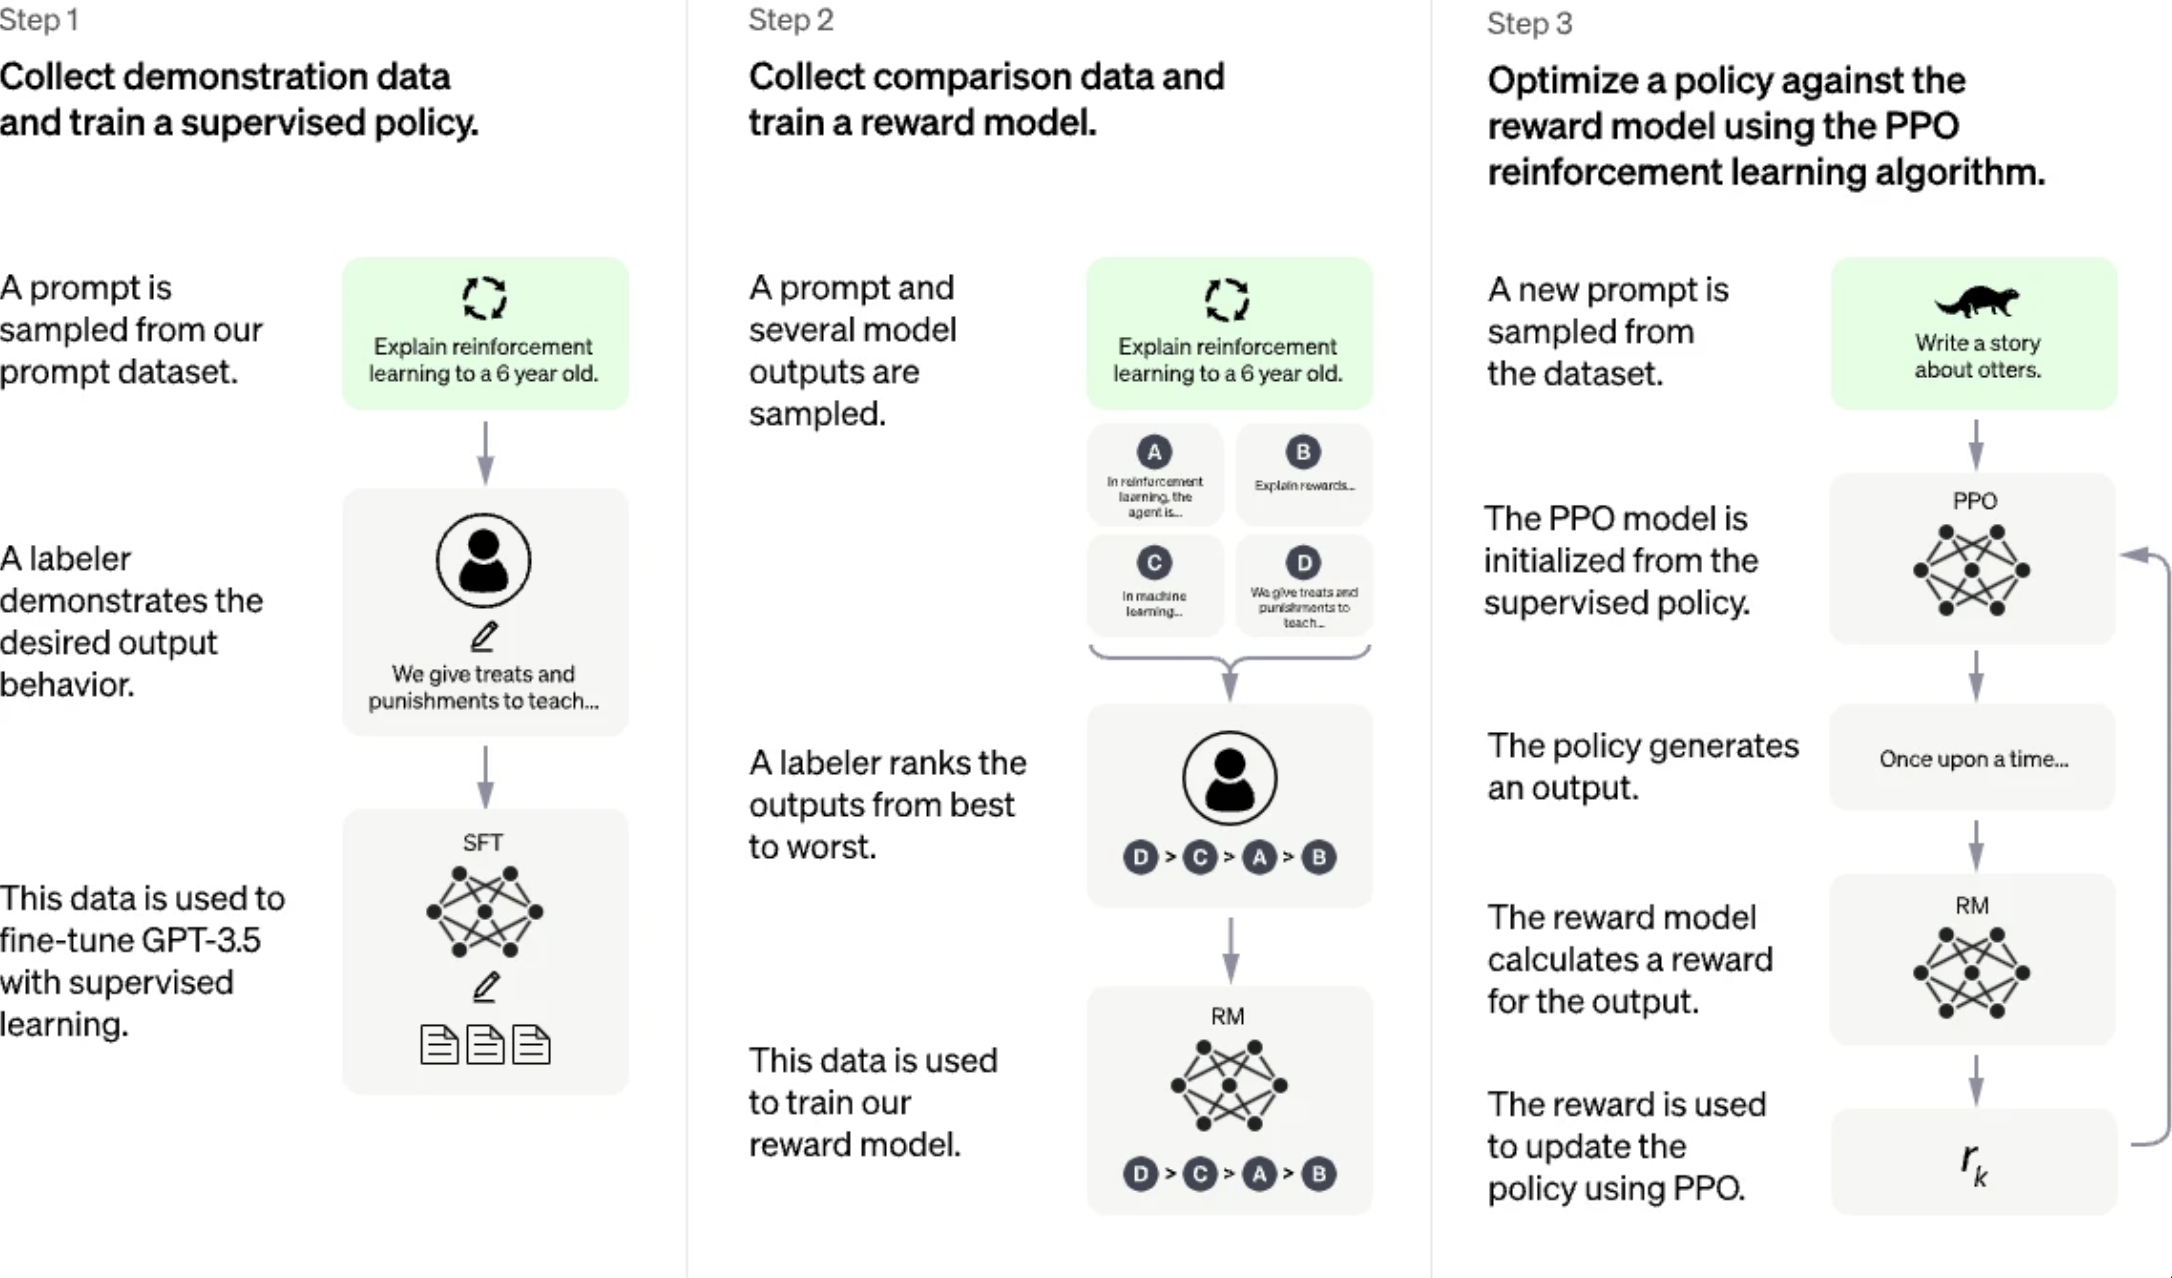 Step 1
Collect demonstration data
and train a supervised policy.
A prompt is
sampled from our
prompt dataset.
Explain reinforcement
learning to a 6 year old.
A labeler
demonstrates the
desired output
behavior.
We give treats and
punishments to teach...
This data is used to
fine-tune GPT-3.5
with supervised
learning.
SFT
Step 2
Collect comparison data and
train a reward model.
A prompt and
several model
outputs are
sampled.
Explain reinforcement
learning to a 6 year old.
A
In reinforcement
learning, the
agent is...
B
Explain rewards...
C
In machine
learning...
D
We give treats and
punishments to
teach...
A labeler ranks the
outputs from best
to worst.
D > C > A > B
This data is used
to train our
reward model.
RM
D > C > A > B
Step 3
Optimize a policy against the
reward model using the PPO
reinforcement learning algorithm.
A new prompt is
sampled from
the dataset.
Write a story
about otters.
The PPO model is
initialized from the
supervised policy.
PPO
The policy generates
an output.
Once upon a time...
The reward model
calculates a reward
for the output.
RM
The reward is used
to update the
policy using PPO.
rk